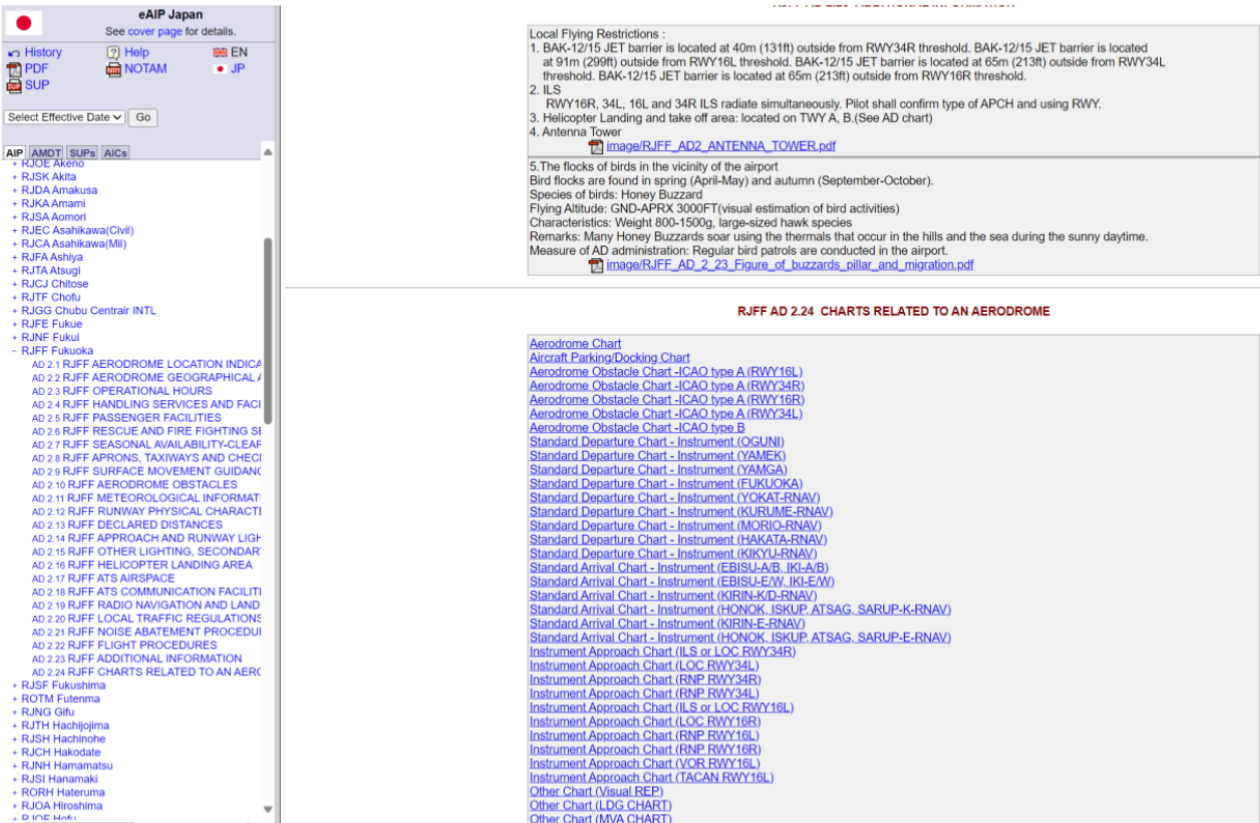 eAIP Japan
See cover page for details.
History
Help
EN
PDF
NOTAM
JP
SUP
Select Effective Date
Go
AIP AMDT SUPs AICs
+ RJOE Akeno
+ RJSK Akita
+ RJDA Amakusa
+ RJKA Amami
+ RJSA Aomori
+ RJEC Asahikawa(Civil)
+ RJCA Asahikawa(Mil)
+ RJFA Ashiya
+ RJTA Atsugi
+ RJCJ Chitose
+ RJTF Chofu
+ RJGG Chubu Centrair INTL
+ RJFE Fukue
+ RJNF Fukui
− RJFF Fukuoka
AD 2.1 RJFF AERODROME LOCATION INDICA
AD 2.2 RJFF AERODROME GEOGRAPHICAL
AD 2.3 RJFF OPERATIONAL HOURS
AD 2.4 RJFF HANDLING SERVICES AND FACI
AD 2.5 RJFF PASSENGER FACILITIES
AD 2.6 RJFF RESCUE AND FIRE FIGHTING SE
AD 2.7 RJFF SEASONAL AVAILABILITY-CLEAR
AD 2.8 RJFF APRONS, TAXIWAYS AND CHECK
AD 2.9 RJFF SURFACE MOVEMENT GUIDANC
AD 2.10 RJFF AERODROME OBSTACLES
AD 2.11 RJFF METEOROLOGICAL INFORMAT
AD 2.12 RJFF RUNWAY PHYSICAL CHARACTE
AD 2.13 RJFF DECLARED DISTANCES
AD 2.14 RJFF APPROACH AND RUNWAY LIGH
AD 2.15 RJFF OTHER LIGHTING, SECONDAR
AD 2.16 RJFF HELICOPTER LANDING AREA
AD 2.17 RJFF ATS AIRSPACE
AD 2.18 RJFF ATS COMMUNICATION FACILITI
AD 2.19 RJFF RADIO NAVIGATION AND LAND
AD 2.20 RJFF LOCAL TRAFFIC REGULATIONS
AD 2.21 RJFF NOISE ABATEMENT PROCEDU
AD 2.22 RJFF FLIGHT PROCEDURES
AD 2.23 RJFF ADDITIONAL INFORMATION
AD 2.24 RJFF CHARTS RELATED TO AN AERO
+ RJSF Fukushima
+ ROTM Futenma
+ RJNG Gifu
+ RJTH Hachijojima
+ RJSH Hachinohe
+ RJCH Hakodate
+ RJNH Hamamatsu
+ RJSI Hanamaki
+ RORH Hateruma
+ RJOA Hiroshima
+ RJOF Hofu
RJFF AD 2.23 ADDITIONAL INFORMATION
Local Flying Restrictions :
1. BAK-12/15 JET barrier is located at 40m (131ft) outside from RWY34R threshold. BAK-12/15 JET barrier is located
at 91m (299ft) outside from RWY16L threshold. BAK-12/15 JET barrier is located at 65m (213ft) outside from RWY34L
threshold. BAK-12/15 JET barrier is located at 65m (213ft) outside from RWY16R threshold.
2. ILS
RWY16R, 34L, 16L and 34R ILS radiate simultaneously. Pilot shall confirm type of APCH and using RWY.
3. Helicopter Landing and take off area: located on TWY A, B.(See AD chart)
4. Antenna Tower
image/RJFF_AD2_ANTENNA_TOWER.pdf
5.The flocks of birds in the vicinity of the airport
Bird flocks are found in spring (April-May) and autumn (September-October).
Species of birds: Honey Buzzard
Flying Altitude: GND-APRX 3000FT(visual estimation of bird activities)
Characteristics: Weight 800-1500g, large-sized hawk species
Remarks: Many Honey Buzzards soar using the thermals that occur in the hills and the sea during the sunny daytime.
Measure of AD administration: Regular bird patrols are conducted in the airport.
image/RJFF_AD_2_23_Figure_of_buzzards_pillar_and_migration.pdf
RJFF AD 2.24 CHARTS RELATED TO AN AERODROME
Aerodrome Chart
Aircraft Parking/Docking Chart
Aerodrome Obstacle Chart -ICAO type A (RWY16L)
Aerodrome Obstacle Chart -ICAO type A (RWY34R)
Aerodrome Obstacle Chart -ICAO type A (RWY16R)
Aerodrome Obstacle Chart -ICAO type A (RWY34L)
Aerodrome Obstacle Chart -ICAO type B
Standard Departure Chart - Instrument (OGUNI)
Standard Departure Chart - Instrument (YAMEK)
Standard Departure Chart - Instrument (YAMGA)
Standard Departure Chart - Instrument (FUKUOKA)
Standard Departure Chart - Instrument (YOKAT-RNAV)
Standard Departure Chart - Instrument (KURUME-RNAV)
Standard Departure Chart - Instrument (MORIO-RNAV)
Standard Departure Chart - Instrument (HAKATA-RNAV)
Standard Departure Chart - Instrument (KIKYU-RNAV)
Standard Arrival Chart - Instrument (EBISU-A/B, IKI-A/B)
Standard Arrival Chart - Instrument (EBISU-E/W, IKI-E/W)
Standard Arrival Chart - Instrument (KIRIN-K/D-RNAV)
Standard Arrival Chart - Instrument (HONOK, ISKUP, ATSAG, SARUP-K-RNAV)
Standard Arrival Chart - Instrument (KIRIN-E-RNAV)
Standard Arrival Chart - Instrument (HONOK, ISKUP, ATSAG, SARUP-E-RNAV)
Instrument Approach Chart (ILS or LOC RWY34R)
Instrument Approach Chart (LOC RWY34L)
Instrument Approach Chart (RNP RWY34R)
Instrument Approach Chart (RNP RWY34L)
Instrument Approach Chart (ILS or LOC RWY16L)
Instrument Approach Chart (LOC RWY16R)
Instrument Approach Chart (RNP RWY16L)
Instrument Approach Chart (RNP RWY16R)
Instrument Approach Chart (VOR RWY16L)
Instrument Approach Chart (TACAN RWY16L)
Other Chart (Visual REP)
Other Chart (LDG CHART)
Other Chart (MVA CHART)